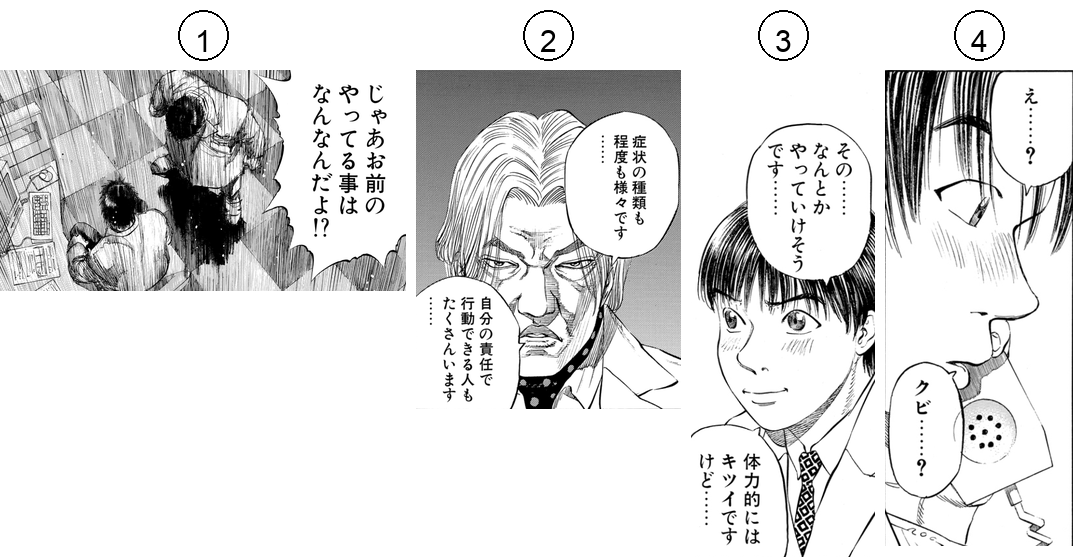 1
じゃあお前の
やってる事は
なんなんだよ!?
2
症状の種類も
程度も様々です
……
自分の責任で
行動できる人も
たくさんいます
……
3
その……
なんとか
やっていけそう
です……
体力的には
キツイです
けど……
4
え………?
クビ……?